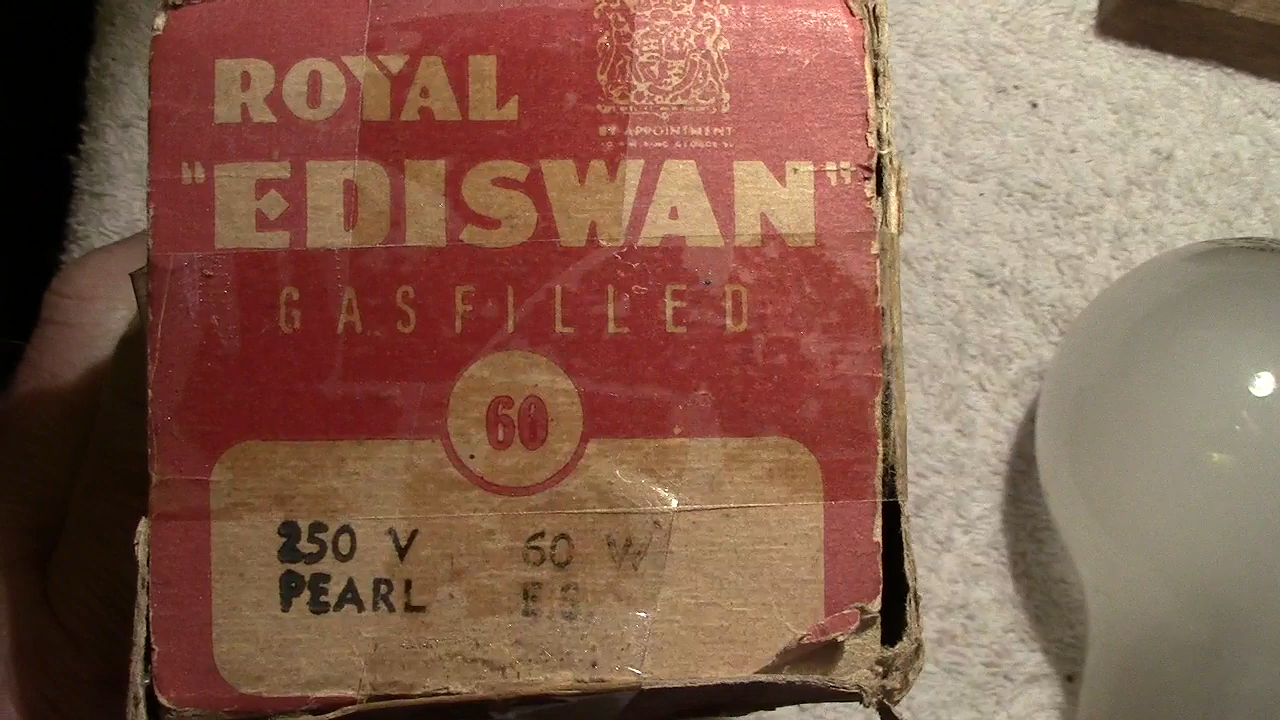 ROYAL
BY APPOINTMENT
"EDISWAN"
GASFILLED
60
250 V 60 W
PEARL E.S.